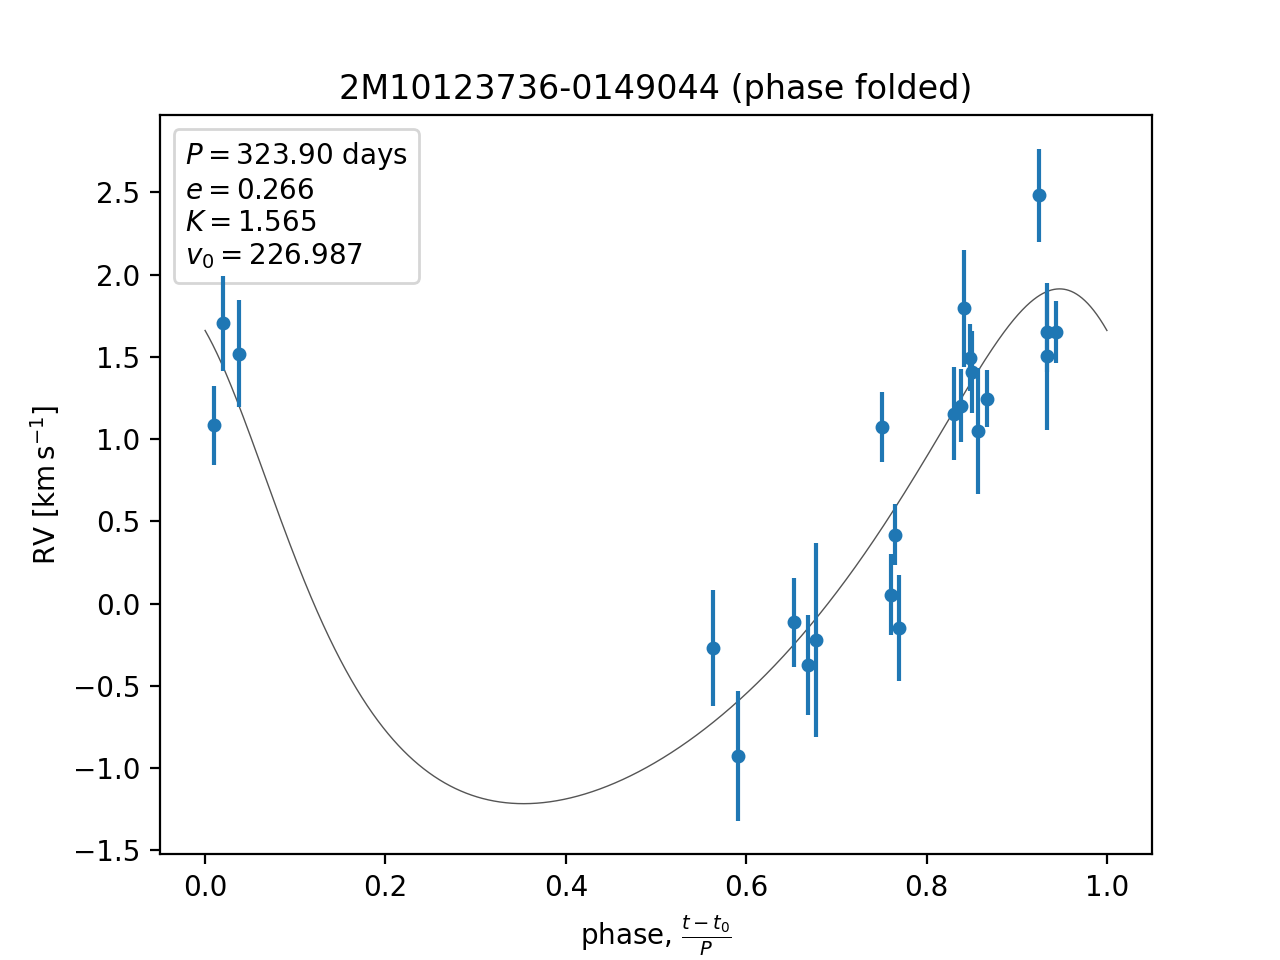 2M10123736-0149044 (phase folded)
P = 323.90 days
e = 0.266
K = 1.565
v₀ = 226.987
2.5
2.0
1.5
1.0
0.5
0.0
−0.5
−1.0
−1.5
RV [km s⁻¹]
0.0 0.2 0.4 0.6 0.8 1.0
phase, (t − t₀)/P